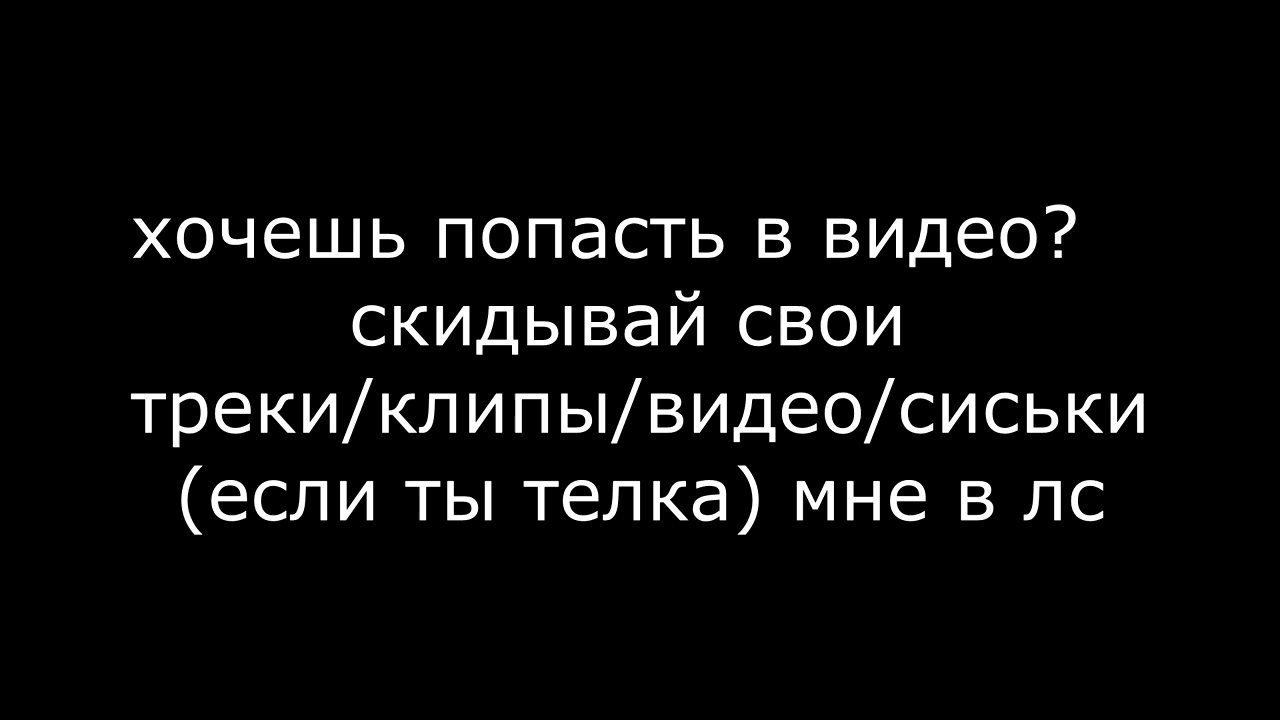 хочешь попасть в видео?
скидывай свои
треки/клипы/видео/сиськи
(если ты телка) мне в лс